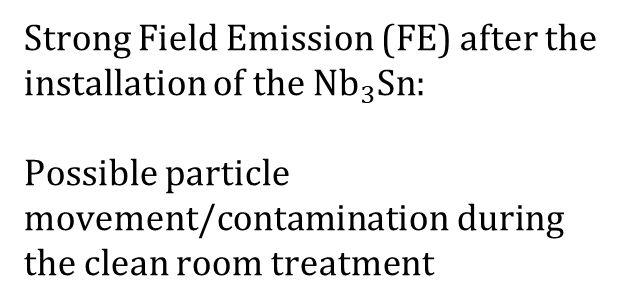 Strong Field Emission (FE) after the
installation of the Nb₃Sn:
Possible particle
movement/contamination during
the clean room treatment